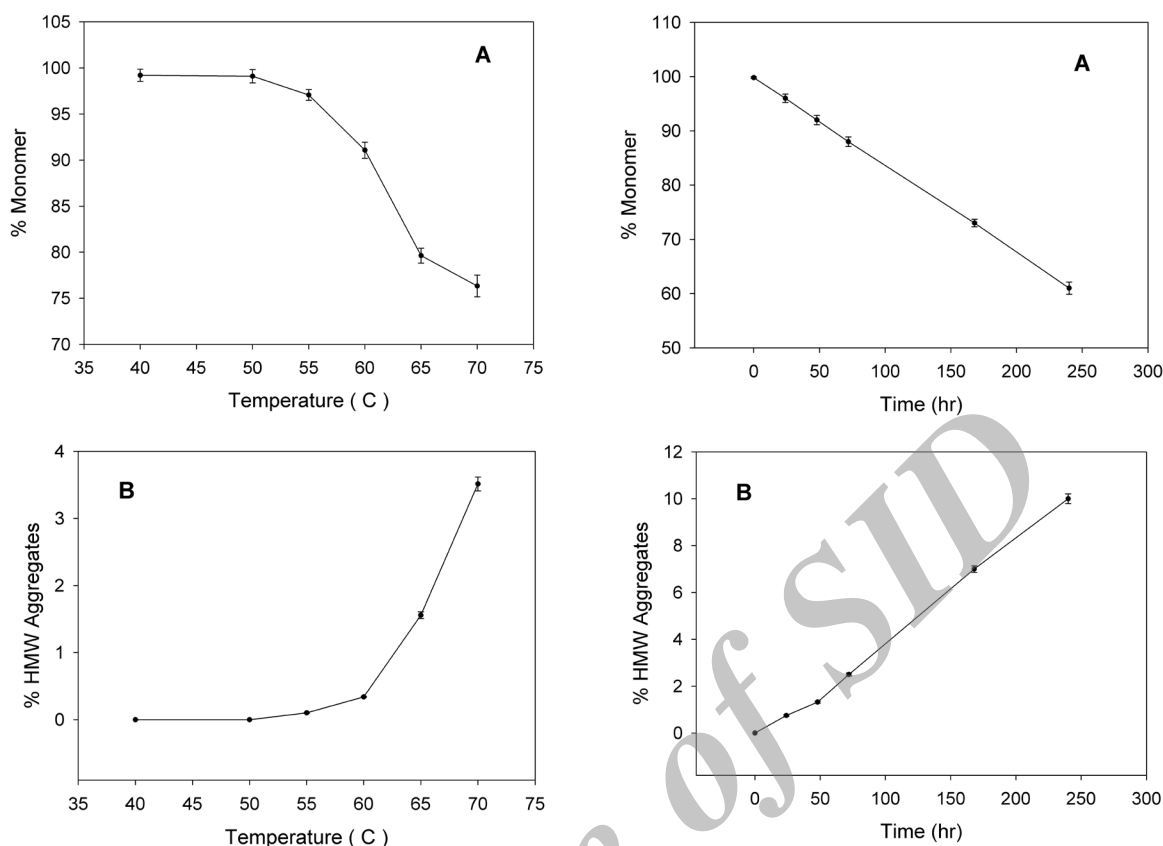 105
100
95
90
85
80
75
70
% Monomer
A
35 40 45 50 55 60 65 70 75
Temperature ( C )
110
100
90
80
70
60
50
% Monomer
A
0 50 100 150 200 250 300
Time (hr)
4
3
2
1
0
% HMW Aggregates
B
35 40 45 50 55 60 65 70 75
Temperature ( C )
12
10
8
6
4
2
0
% HMW Aggregates
B
0 50 100 150 200 250 300
Time (hr)
of SID